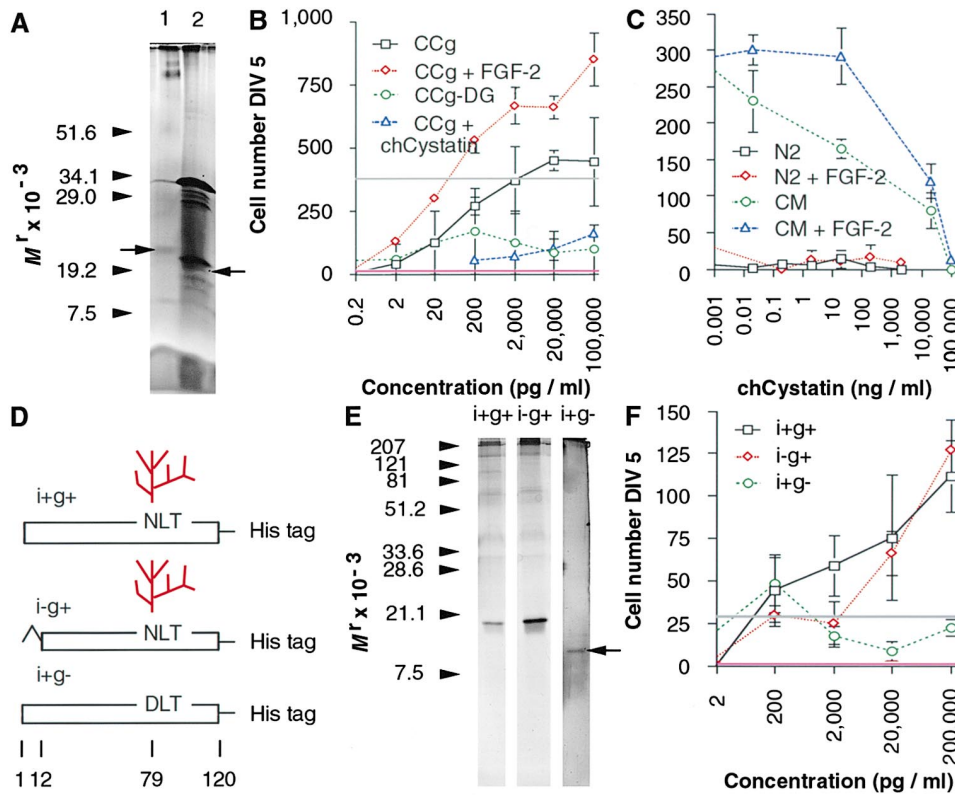 A
1 2
51.6
34.1
29.0
19.2
7.5
Mr x 10-3
B
1,000
750
500
250
0
Cell number DIV 5
CCg
CCg + FGF-2
CCg-DG
CCg +
chCystatin
0.2
2
20
200
2,000
20,000
100,000
Concentration (pg / ml)
C
350
300
250
200
150
100
50
0
N2
N2 + FGF-2
CM
CM + FGF-2
0.001
0.01
0.1
1
10
100
1,000
10,000
100,000
chCystatin (ng / ml)
D
i+g+
NLT
His tag
i-g+
NLT
His tag
i+g-
DLT
His tag
1 12 79 120
E
i+g+ i-g+ i+g-
207
121
81
51.2
33.6
28.6
21.1
7.5
Mr x 10-3
F
150
125
100
75
50
25
0
Cell number DIV 5
i+g+
i-g+
i+g-
2
200
2,000
20,000
200,000
Concentration (pg / ml)